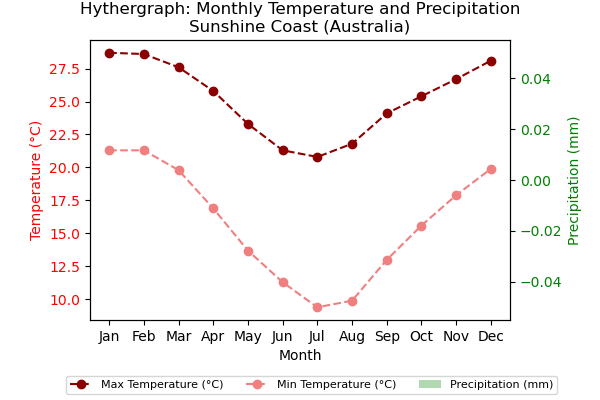 Hythergraph: Monthly Temperature and Precipitation
Sunshine Coast (Australia)
27.5
25.0
22.5
20.0
17.5
15.0
12.5
10.0
Temperature (°C)
0.04
0.02
0.00
−0.02
−0.04
Precipitation (mm)
Jan Feb Mar Apr May Jun Jul Aug Sep Oct Nov Dec
Month
Max Temperature (°C) Min Temperature (°C) Precipitation (mm)